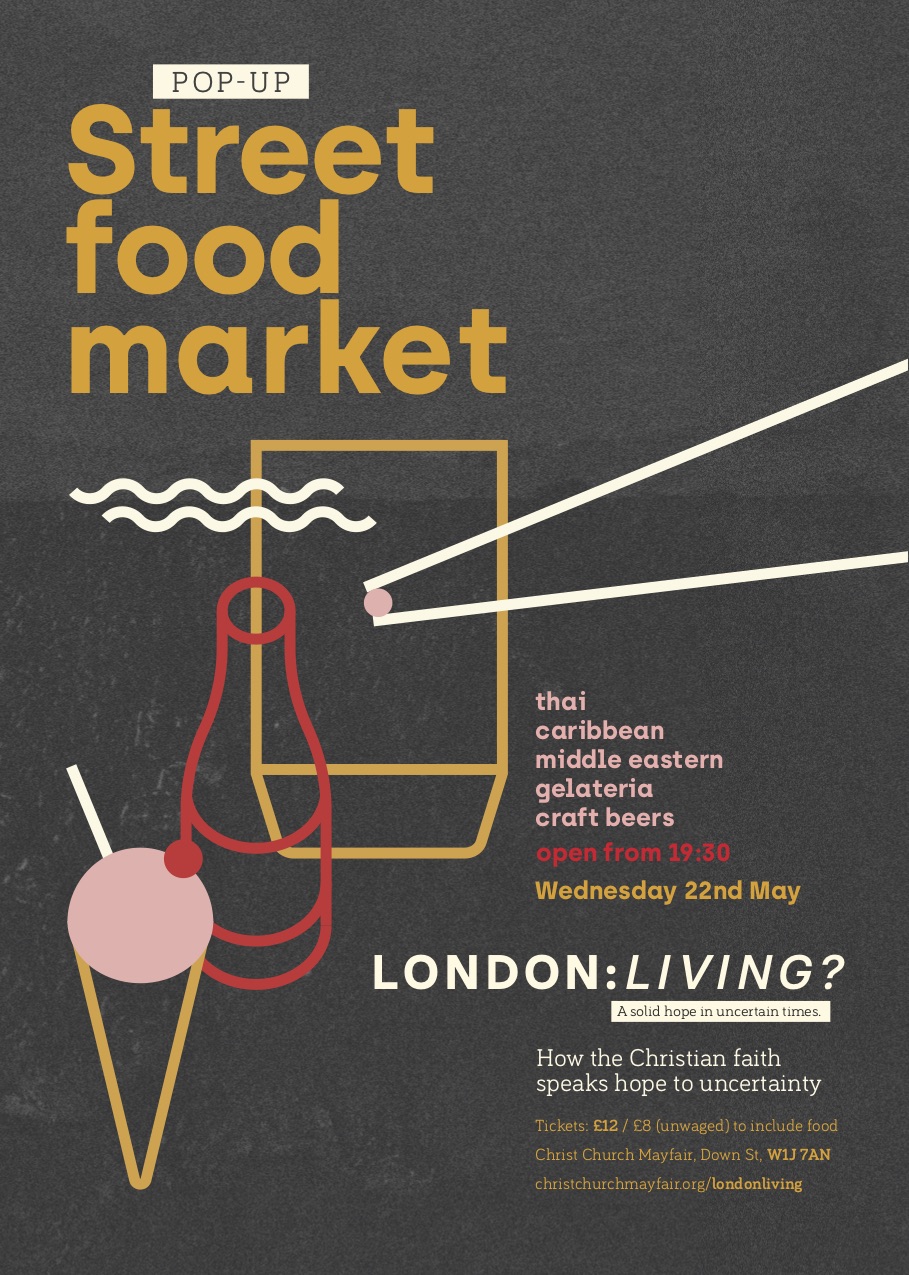 POP-UP
Street
food
market
thai
caribbean
middle eastern
gelateria
craft beers
open from 19:30
Wednesday 22nd May
LONDON:LIVING?
A solid hope in uncertain times.
How the Christian faith
speaks hope to uncertainty
Tickets: £12 / £8 (unwaged) to include food
Christ Church Mayfair, Down St, W1J 7AN
christchurchmayfair.org/londonliving